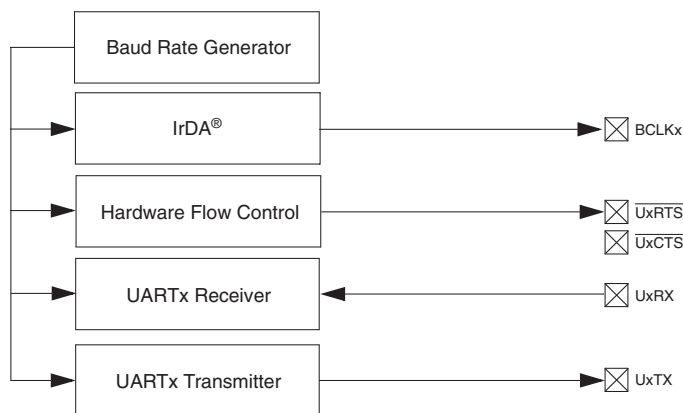 Baud Rate Generator
IrDA®
BCLKx
Hardware Flow Control
UxRTS
UxCTS
UARTx Receiver
UxRX
UARTx Transmitter
UxTX